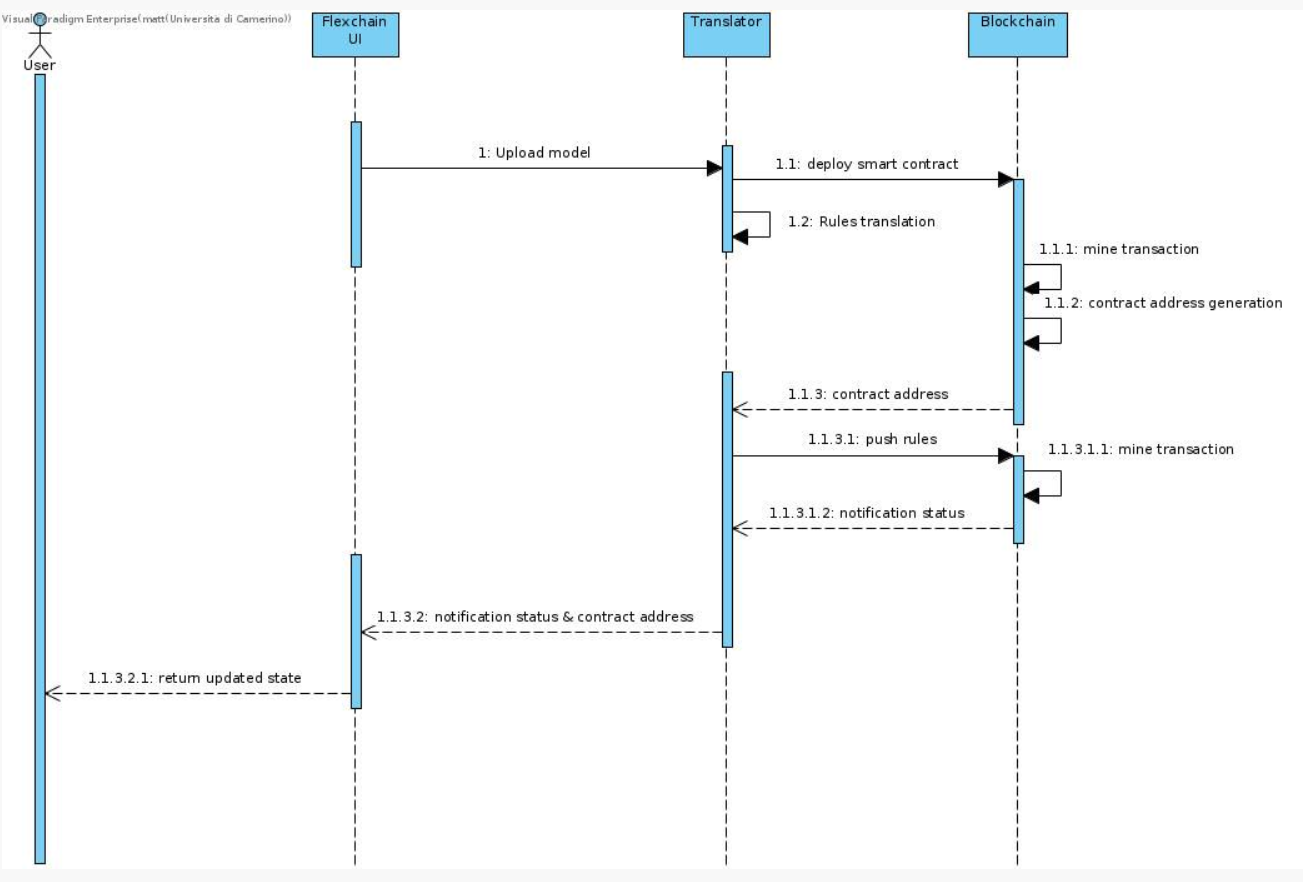 Visual Paradigm Enterprise(matt(Università di Camerino))
User
Flexchain
UI
Translator
Blockchain
1: Upload model
1.1: deploy smart contract
1.2: Rules translation
1.1.1: mine transaction
1.1.2: contract address generation
1.1.3: contract address
1.1.3.1: push rules
1.1.3.1.1: mine transaction
1.1.3.1.2: notification status
1.1.3.2: notification status & contract address
1.1.3.2.1: return updated state